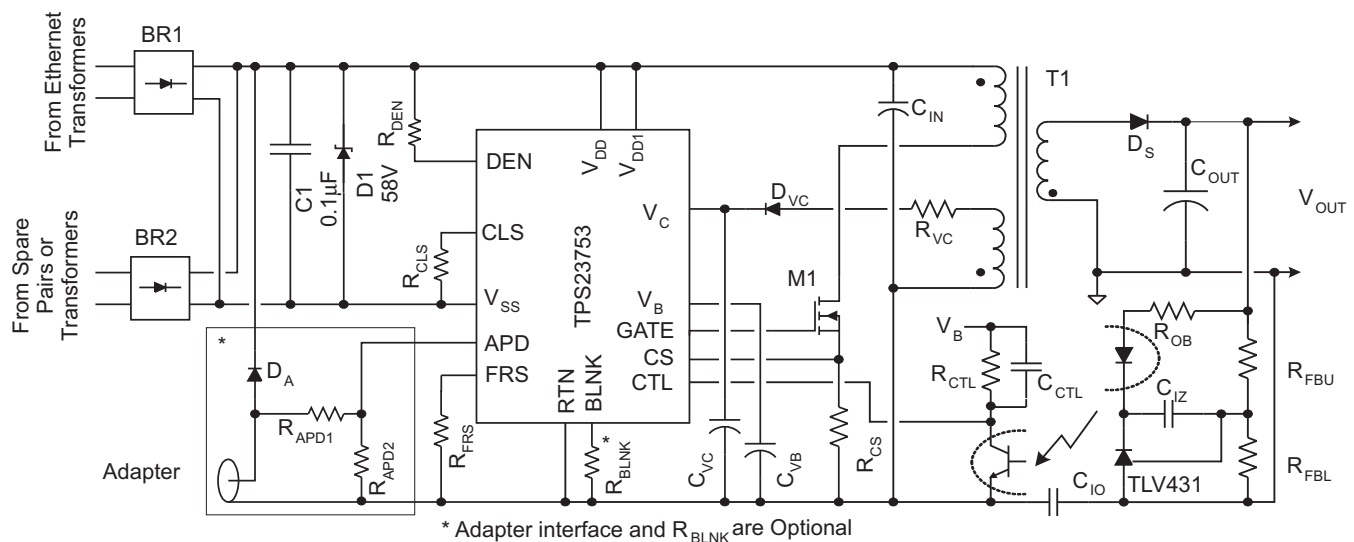 From Ethernet
Transformers
BR1
From Spare
Pairs or
Transformers
BR2
C1
0.1μF
D1
58V
R_DEN
DEN
CLS
R_CLS
V_SS
APD
FRS
R_FRS
V_DD
V_DD1
TPS23753
V_C
V_B
GATE
CS
CTL
RTN
BLNK
*
R_BLNK
*
D_A
R_APD1
R_APD2
Adapter
C_VC
C_VB
D_VC
R_VC
M1
R_CS
C_IN
T1
D_S
C_OUT
V_OUT
V_B
R_CTL
C_CTL
R_OB
C_IZ
R_FBU
R_FBL
TLV431
C_IO
* Adapter interface and R_BLNK are Optional